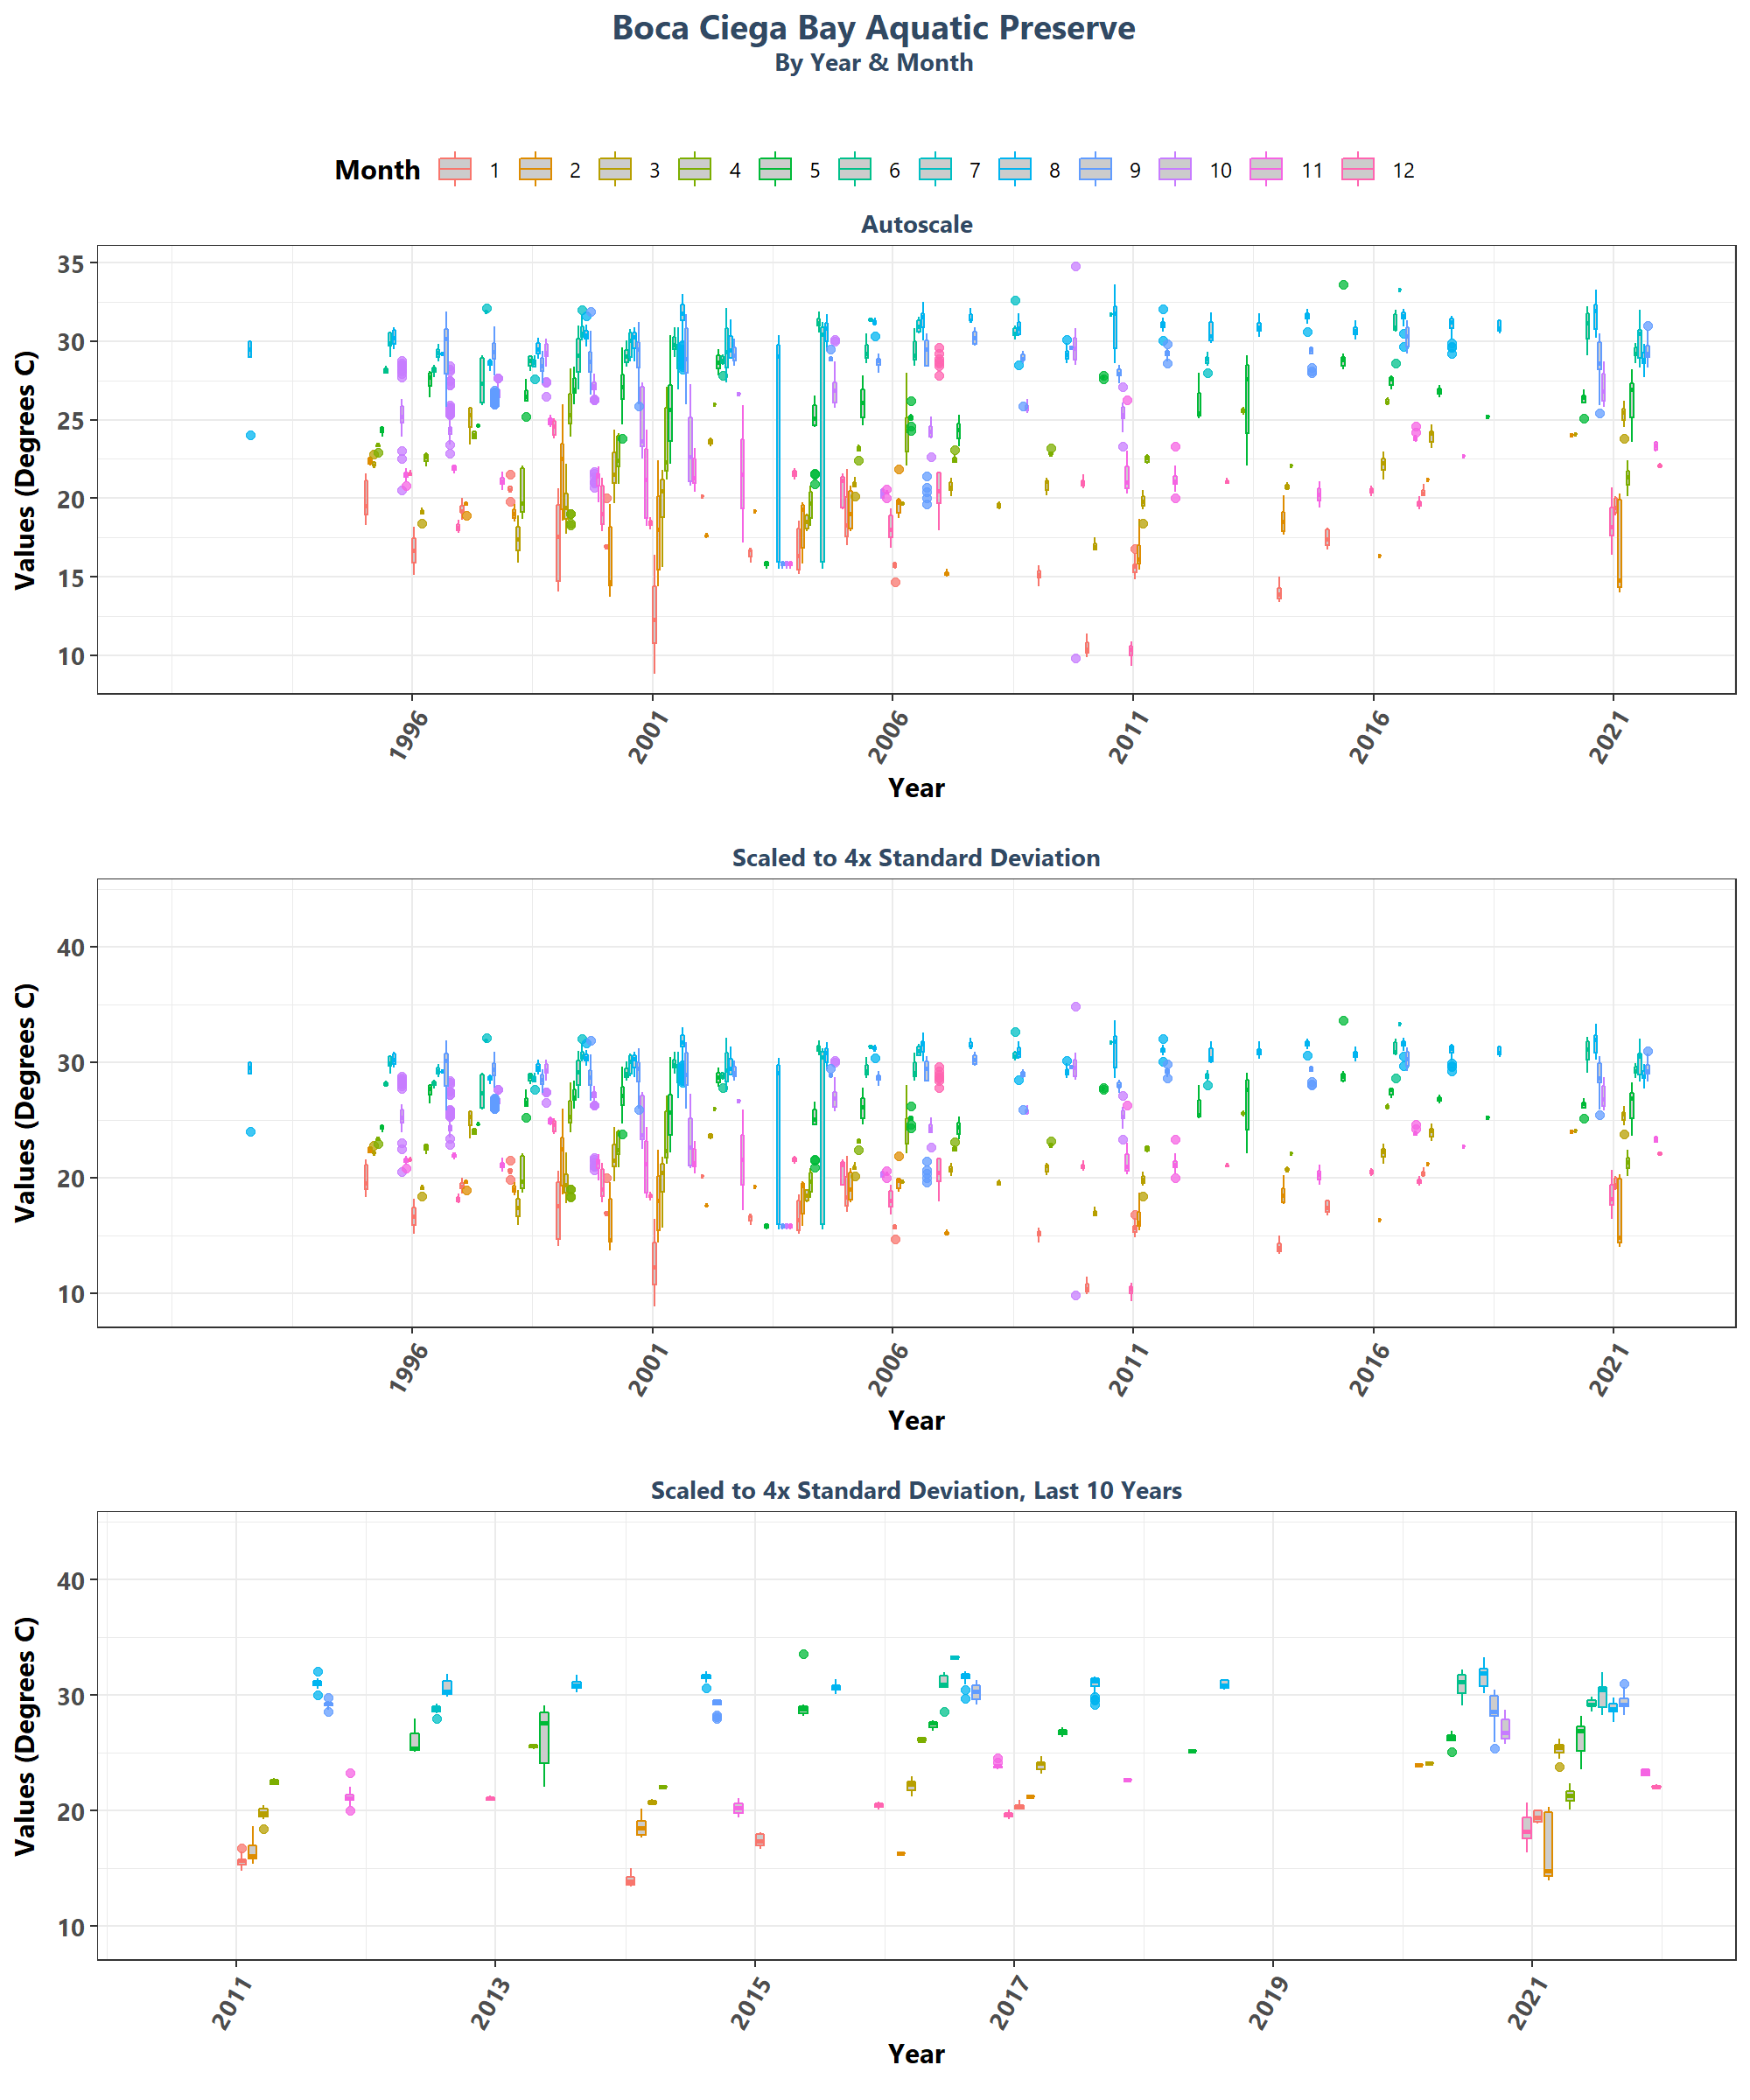 Boca Ciega Bay Aquatic Preserve
By Year & Month
Month 1 2 3 4 5 6 7 8 9 10 11 12
Autoscale
Values (Degrees C)
35
30
25
20
15
10
1996 2001 2006 2011 2016 2021
Year
Scaled to 4x Standard Deviation
Values (Degrees C)
40
30
20
10
1996 2001 2006 2011 2016 2021
Year
Scaled to 4x Standard Deviation, Last 10 Years
Values (Degrees C)
40
30
20
10
2011 2013 2015 2017 2019 2021
Year